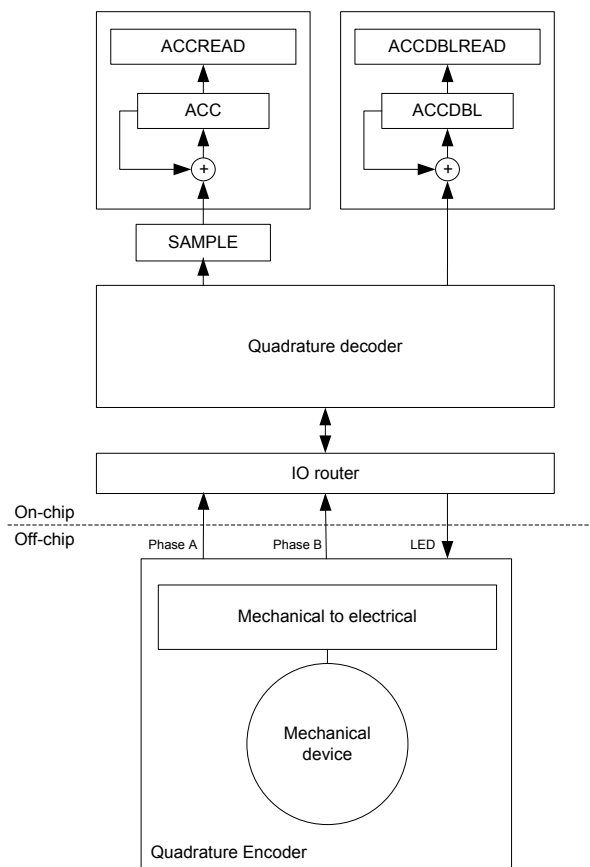 ACCREAD
ACCDBLREAD
ACC
ACCDBL
+
+
SAMPLE
Quadrature decoder
IO router
On-chip
Off-chip
Phase A
Phase B
LED
Mechanical to electrical
Mechanical
device
Quadrature Encoder